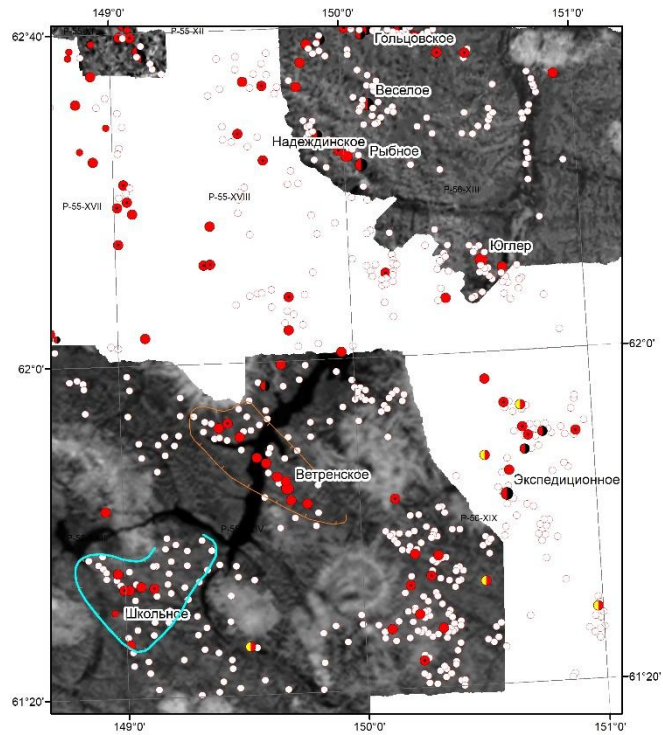 149°0'
150°0'
151°0'
62°40'
P-55-XII
Гольцовское
Веселое
Надеждинское
Рыбное
P-55-XVII
P-55-XVIII
P-56-XIII
Юглер
62°0'
62°0'
Ветренское
Экспедиционное
P-56-XIX
Школьное
61°20'
61°20'
149°0'
150°0'
151°0'